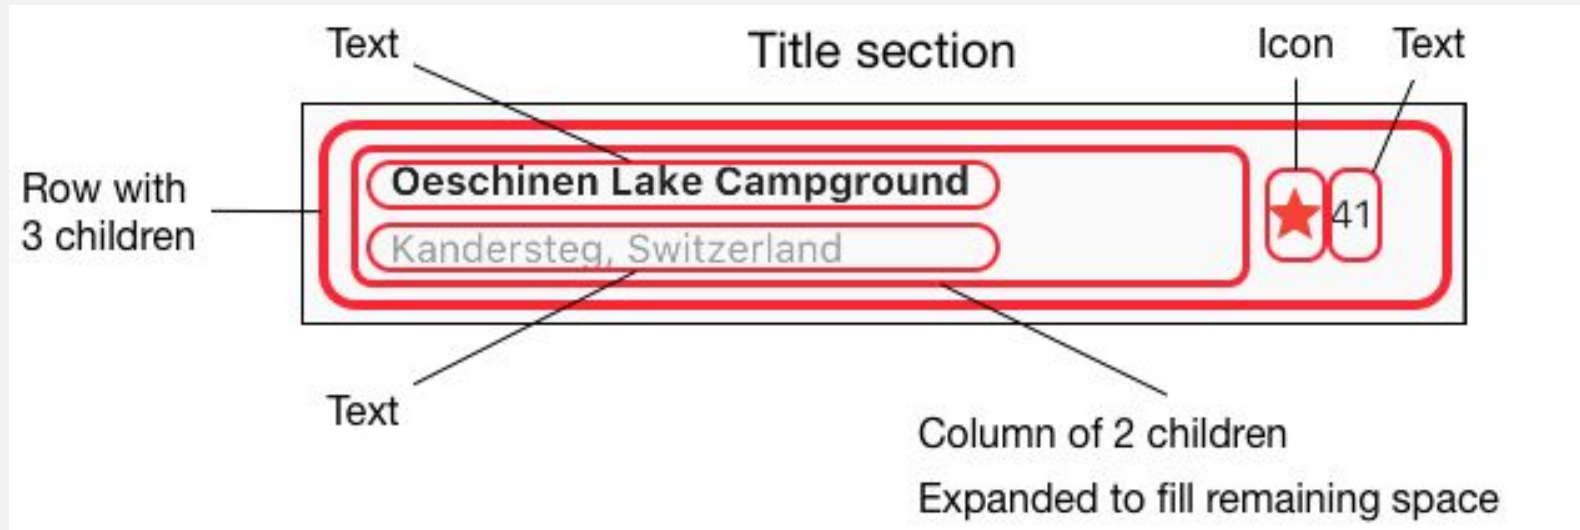 Text
Title section
Icon
Text
Row with
3 children
Oeschinen Lake Campground
41
Kandersteg, Switzerland
Text
Column of 2 children
Expanded to fill remaining space